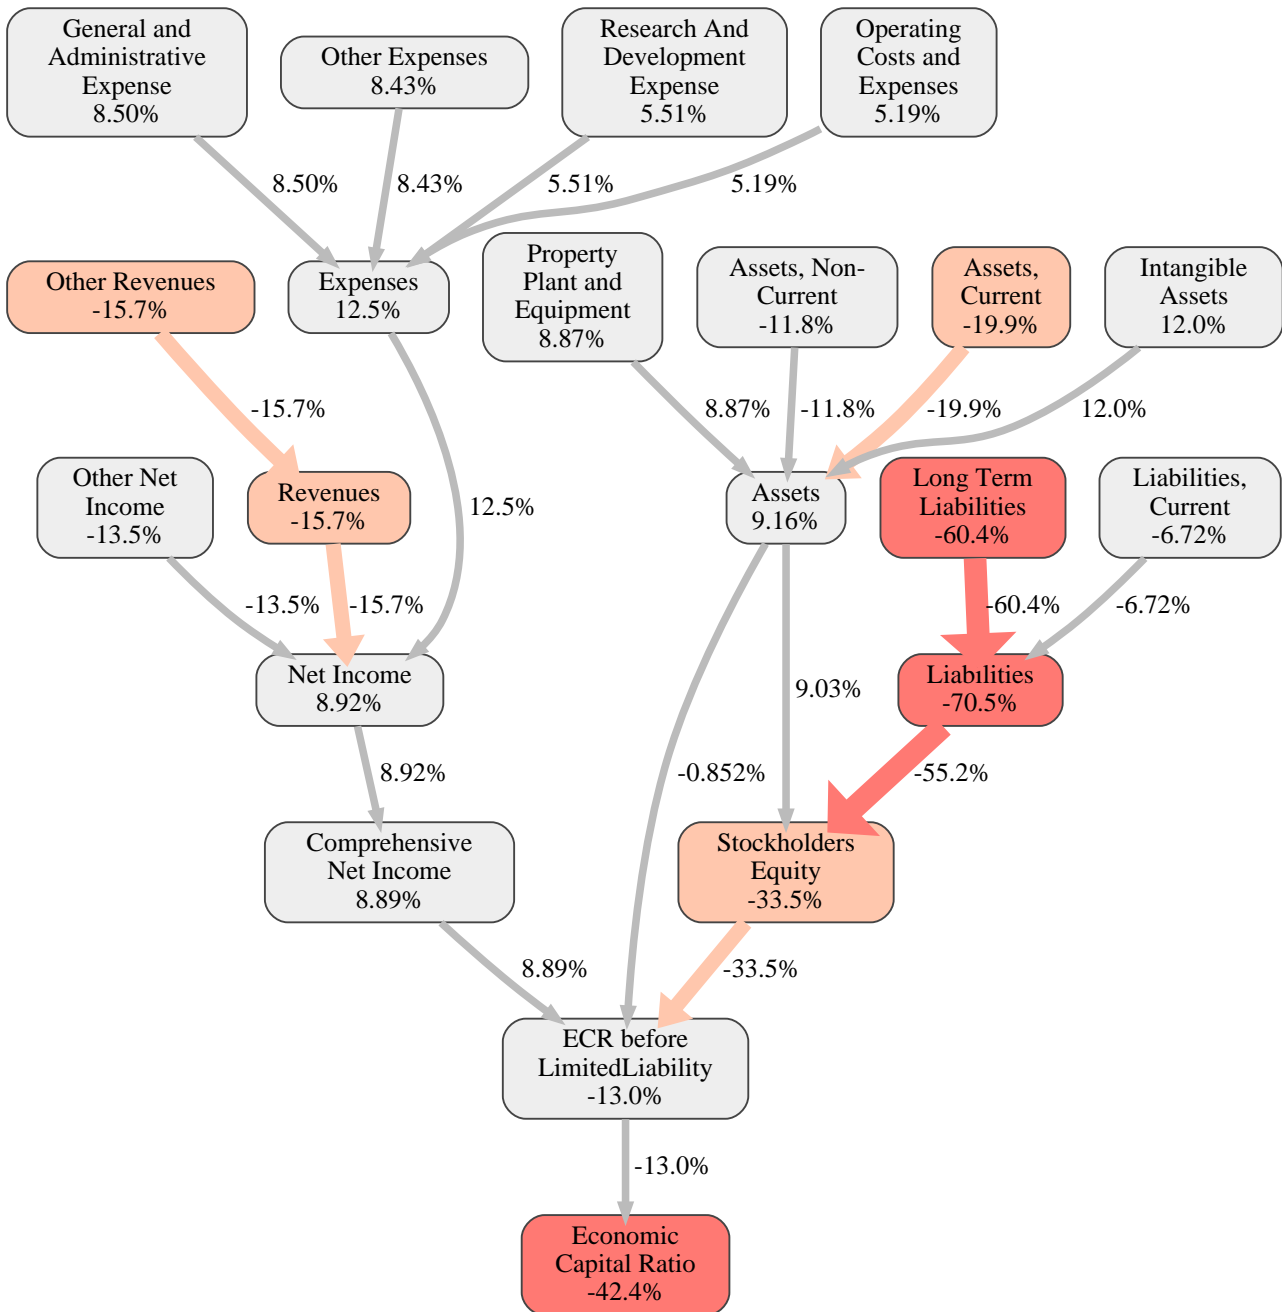 General and
Administrative
Expense
8.50%
Other Expenses
8.43%
Research And
Development
Expense
5.51%
Operating
Costs and
Expenses
5.19%
8.50%
8.43%
5.51%
5.19%
Other Revenues
-15.7%
Expenses
12.5%
Property
Plant and
Equipment
8.87%
Assets, Non-
Current
-11.8%
Assets,
Current
-19.9%
Intangible
Assets
12.0%
-15.7%
8.87%
-11.8%
-19.9%
12.0%
Other Net
Income
-13.5%
Revenues
-15.7%
12.5%
Assets
9.16%
Long Term
Liabilities
-60.4%
Liabilities,
Current
-6.72%
-13.5%
-15.7%
-60.4%
-6.72%
Net Income
8.92%
9.03%
Liabilities
-70.5%
8.92%
-0.852%
-55.2%
Comprehensive
Net Income
8.89%
Stockholders
Equity
-33.5%
8.89%
-33.5%
ECR before
LimitedLiability
-13.0%
-13.0%
Economic
Capital Ratio
-42.4%